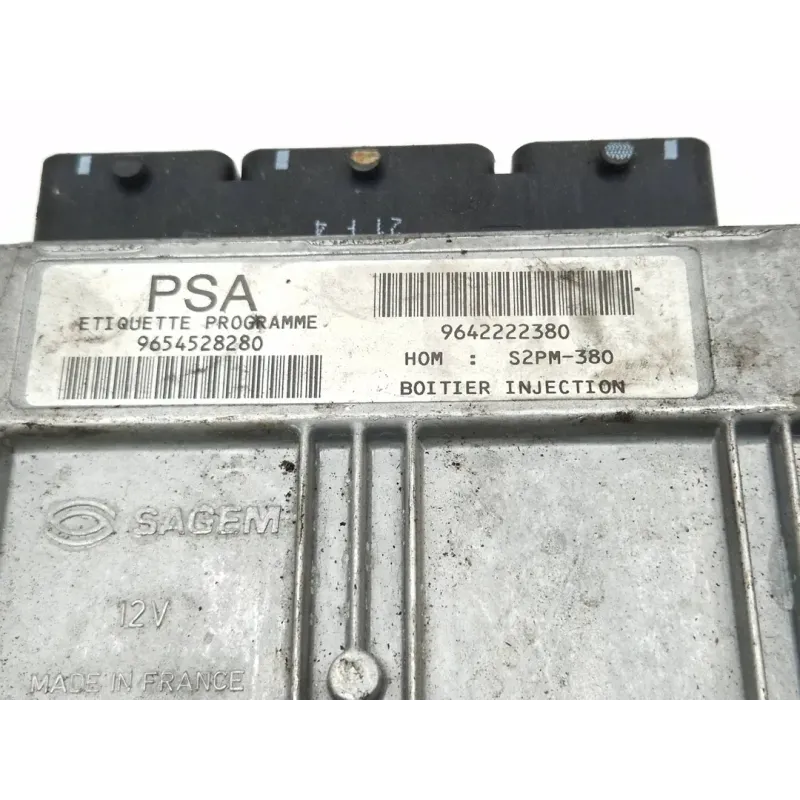 PSA
ETIQUETTE PROGRAMME
9654528280
9642222380
HOM : S2PM-380
BOITIER INJECTION
SAGEM
12V
MADE IN FRANCE